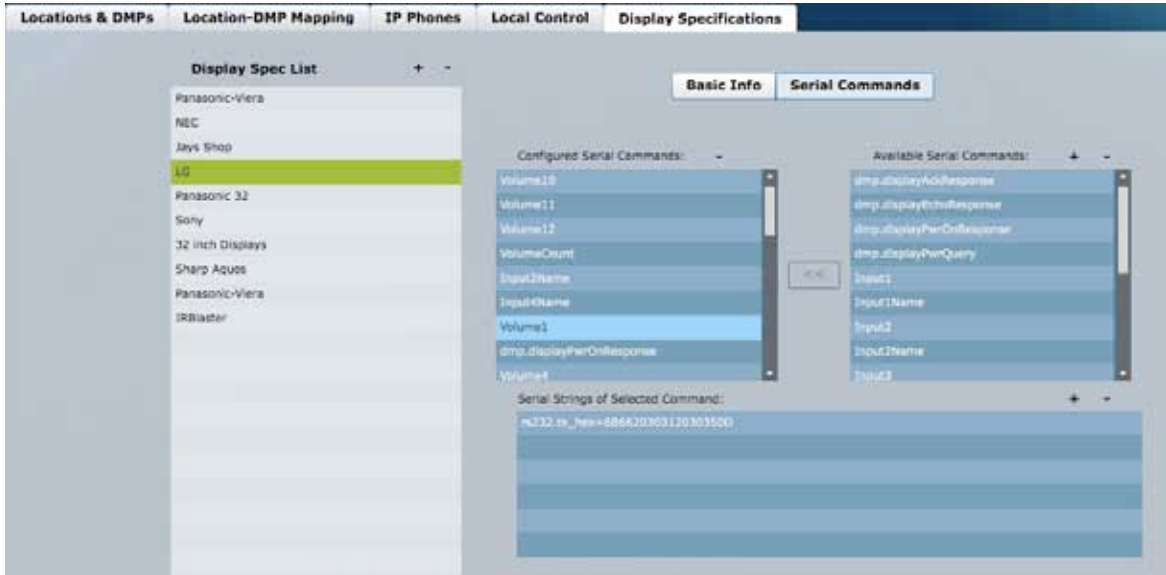 Locations & DMPs Location-DMP Mapping IP Phones Local Control Display Specifications
Display Spec List + -
Basic Info Serial Commands
Panasonic-Viera
NEC
Jays Shop
LG
Panasonic 32
Sony
32 inch Displays
Sharp Aquos
Panasonic-Viera
IRBlaster
Configured Serial Commands: -
Volume10
Volume11
Volume12
VolumeCount
Input2Name
Input4Name
Volume1
dmp.displayPwrOnResponse
Volume4
<<
Available Serial Commands: + -
dmp.displayAckResponse
dmp.displayEchoResponse
dmp.displayPwrOnResponse
dmp.displayPwrQuery
Input1
Input1Name
Input2
Input2Name
Input3
Serial Strings of Selected Command: + -
rs232.tx_hex=6B662030312030350D